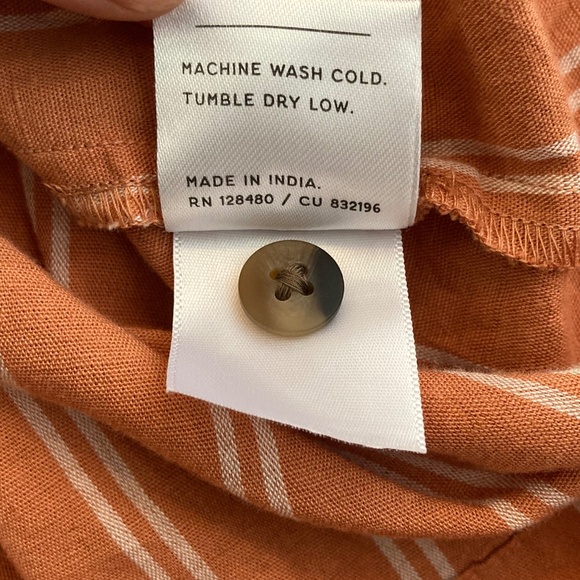 MACHINE WASH COLD.
TUMBLE DRY LOW.
MADE IN INDIA.
RN 128480 / CU 832196